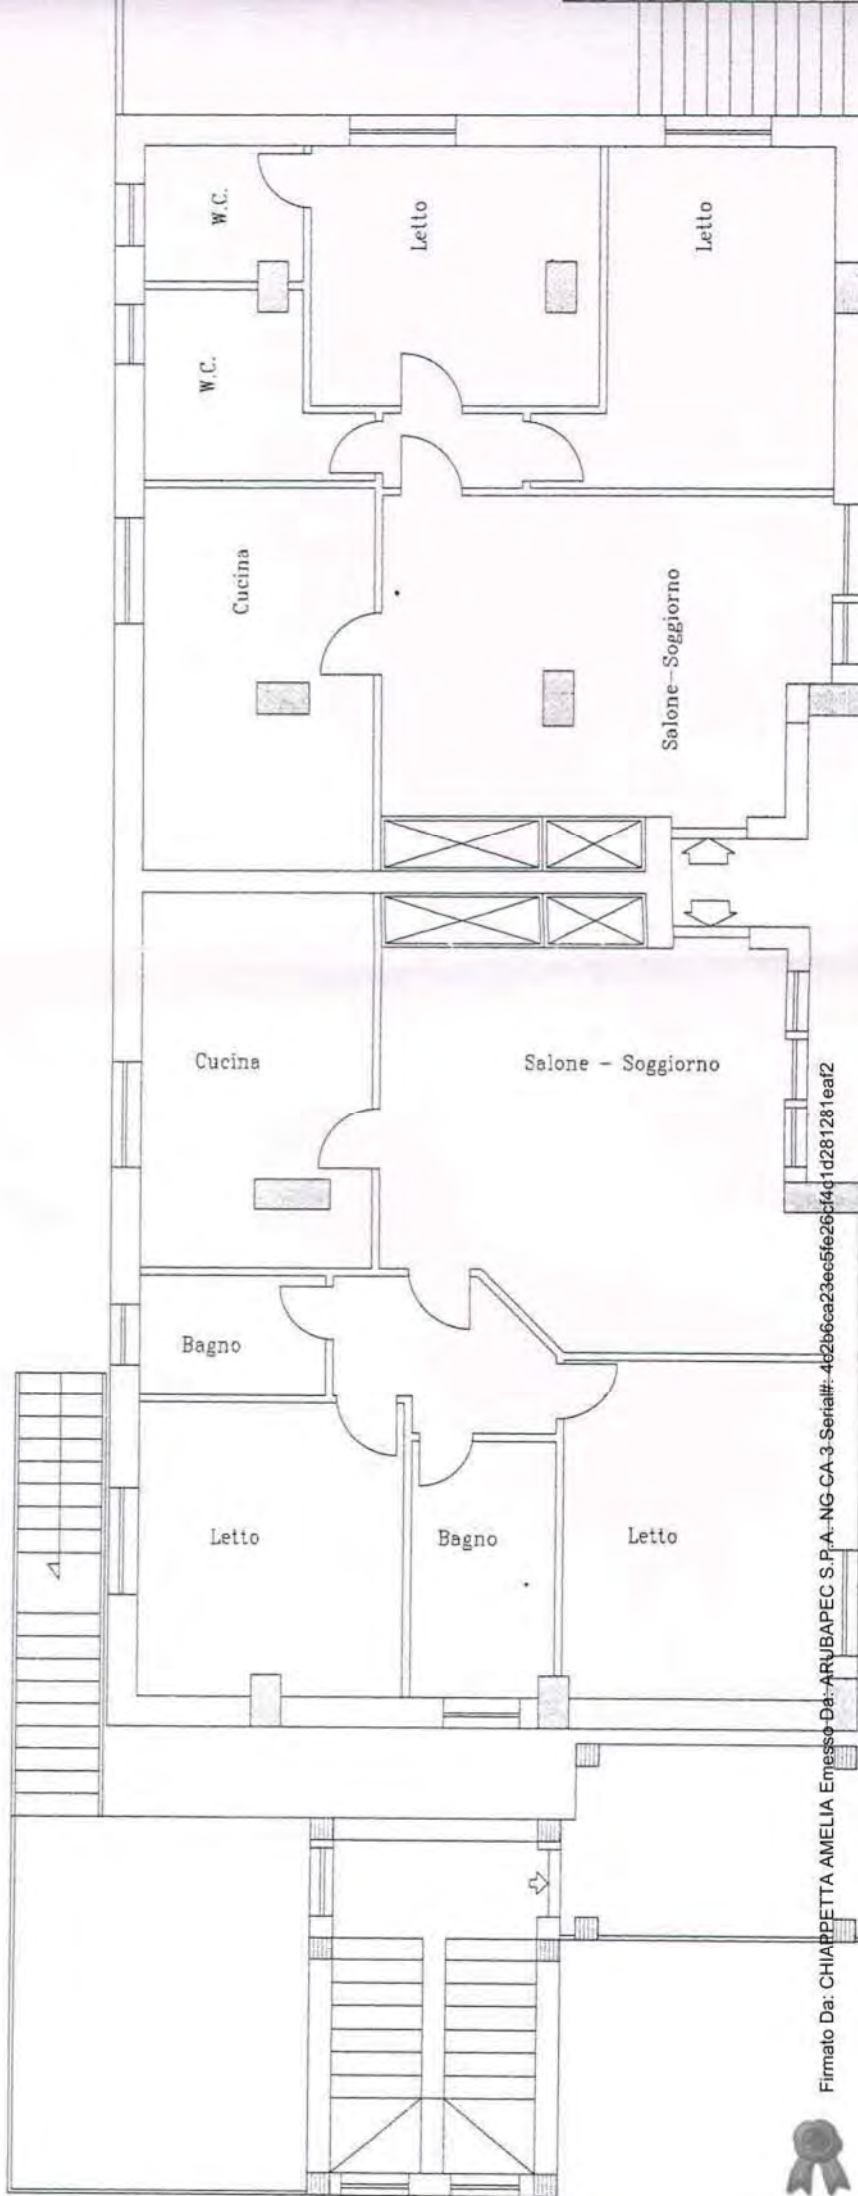 W.C.
Letto
Letto
W.C.
Cucina
Salone-Soggiorno
Cucina
Salone - Soggiorno
Bagno
Letto
Bagno
Letto
Firmato Da: CHIAPPETTA AMELIA Emesso Da: ARUBAPEC S.P.A. NG CA 3 Serial#: 4c2b6ca23ec5fe26cf4c1d281281eaf2